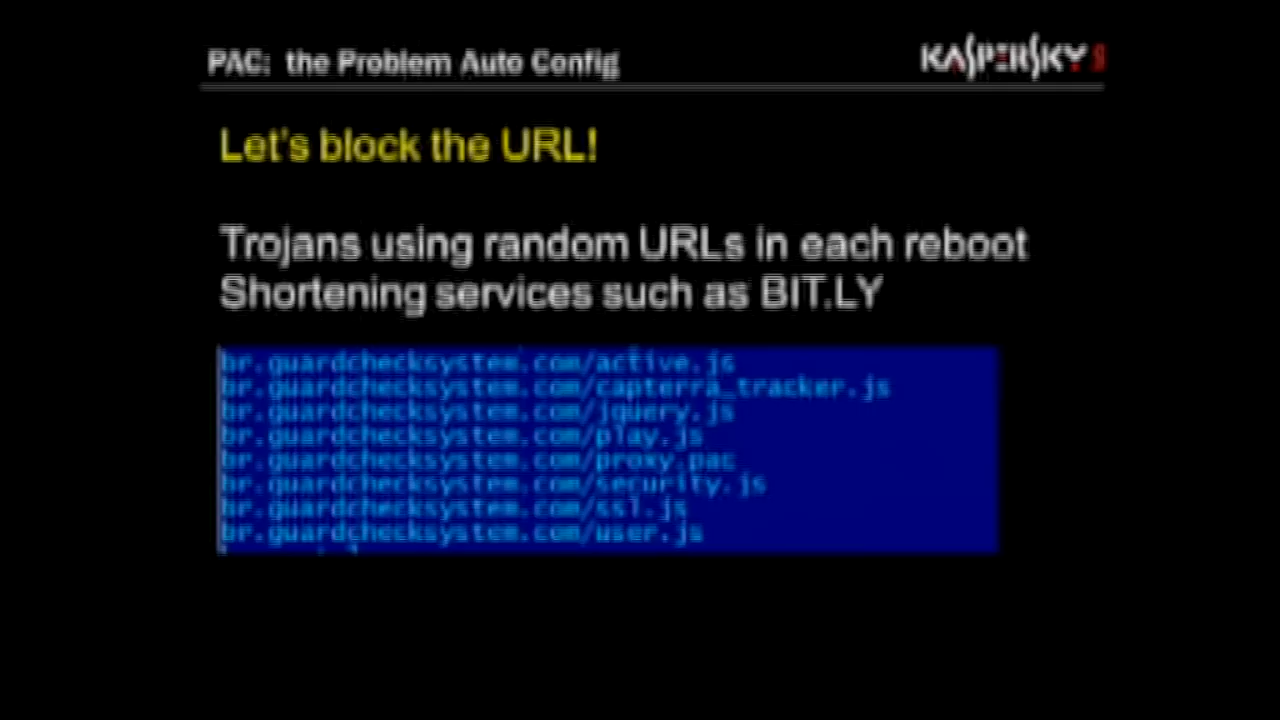 PAC: the Problem Auto Config
KASPERSKY
Let's block the URL!
Trojans using random URLs in each reboot
Shortening services such as BIT.LY
br.guardchecksystem.com/active.js
br.guardchecksystem.com/capterra_tracker.js
br.guardchecksystem.com/jquery.js
br.guardchecksystem.com/play.js
br.guardchecksystem.com/proxy.pac
br.guardchecksystem.com/security.js
br.guardchecksystem.com/ssl.js
br.guardchecksystem.com/user.js